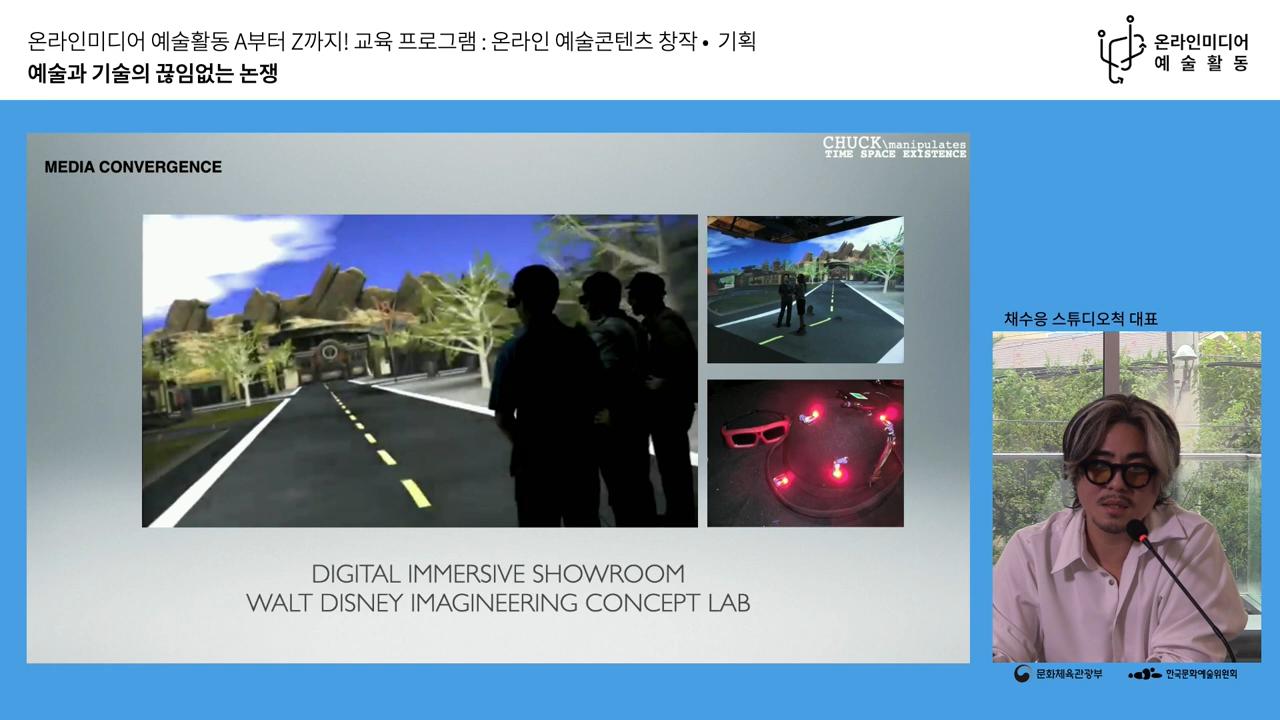 온라인미디어 예술활동 A부터 Z까지! 교육 프로그램 : 온라인 예술콘텐츠 창작 • 기획
예술과 기술의 끊임없는 논쟁
온라인미디어
예술활동
CHUCK\manipulates
TIME SPACE EXISTENCE
MEDIA CONVERGENCE
DIGITAL IMMERSIVE SHOWROOM
WALT DISNEY IMAGINEERING CONCEPT LAB
채수응 스튜디오척 대표
문화체육관광부
한국문화예술위원회